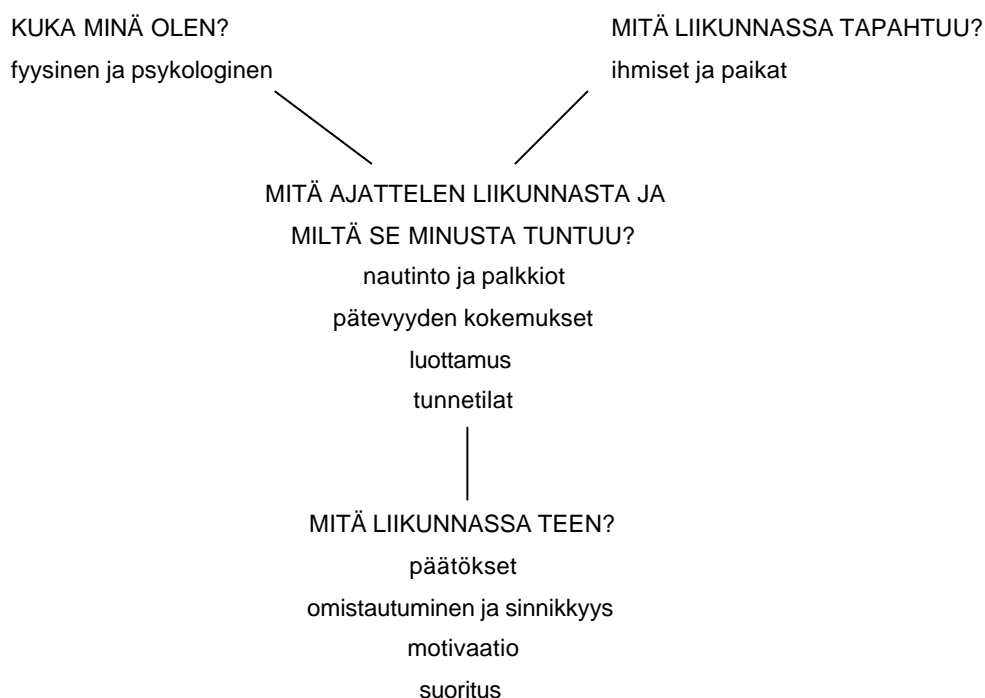 KUKA MINÄ OLEN?
fyysinen ja psykologinen
MITÄ LIIKUNNASSA TAPAHTUU?
ihmiset ja paikat
MITÄ AJATTELEN LIIKUNNASTA JA
MILTÄ SE MINUSTA TUNTUU?
nautinto ja palkkiot
pätevyyden kokemukset
luottamus
tunnetilat
MITÄ LIIKUNNASSA TEEN?
päätökset
omistautuminen ja sinnikkyys
motivaatio
suoritus